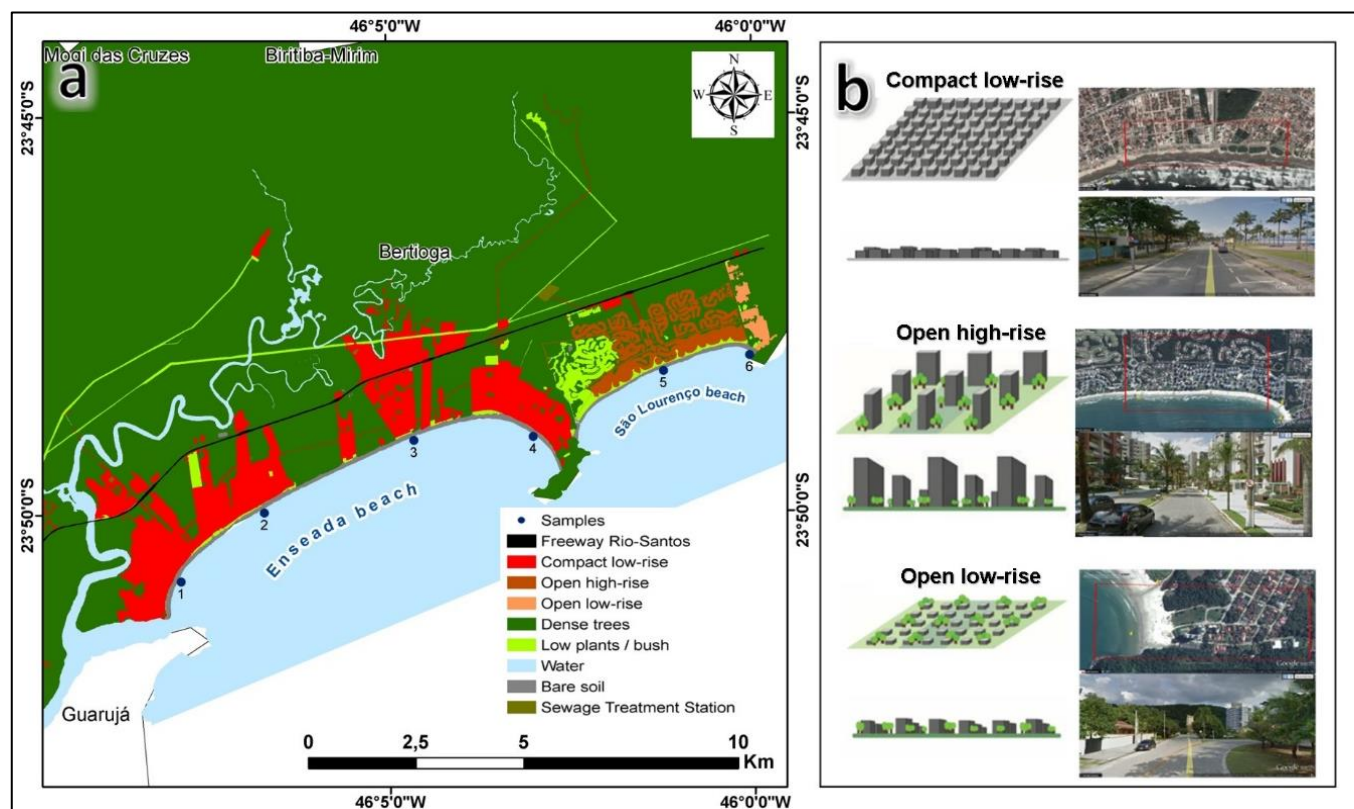 46°5'0"W
46°0'0"W
Mogi das Cruzes
Biritiba-Mirim
a
N
W
E
S
23°45'0"S
23°45'0"S
Bertioga
5
6
São Lourenço beach
3
4
2
Enseada beach
1
23°50'0"S
23°50'0"S
Guarujá
Samples
Freeway Rio-Santos
Compact low-rise
Open high-rise
Open low-rise
Dense trees
Low plants / bush
Water
Bare soil
Sewage Treatment Station
0
2,5
5
10
Km
46°5'0"W
46°0'0"W
b
Compact low-rise
Open high-rise
Open low-rise